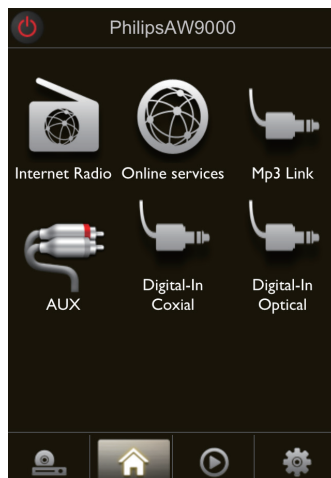 PhilipsAW9000
Internet Radio
Online services
Mp3 Link
AUX
Digital-In
Coxial
Digital-In
Optical